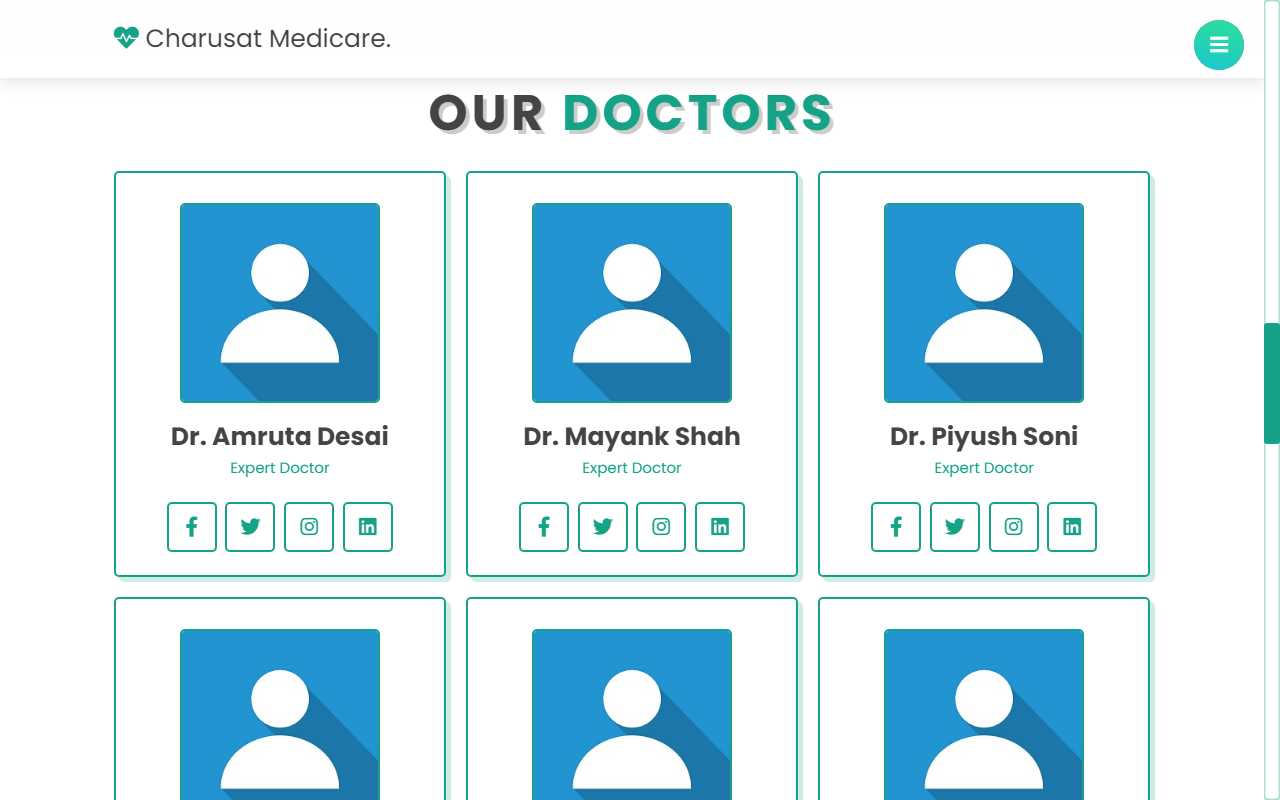 Charusat Medicare.
OUR DOCTORS
Dr. Amruta Desai
Expert Doctor
Dr. Mayank Shah
Expert Doctor
Dr. Piyush Soni
Expert Doctor